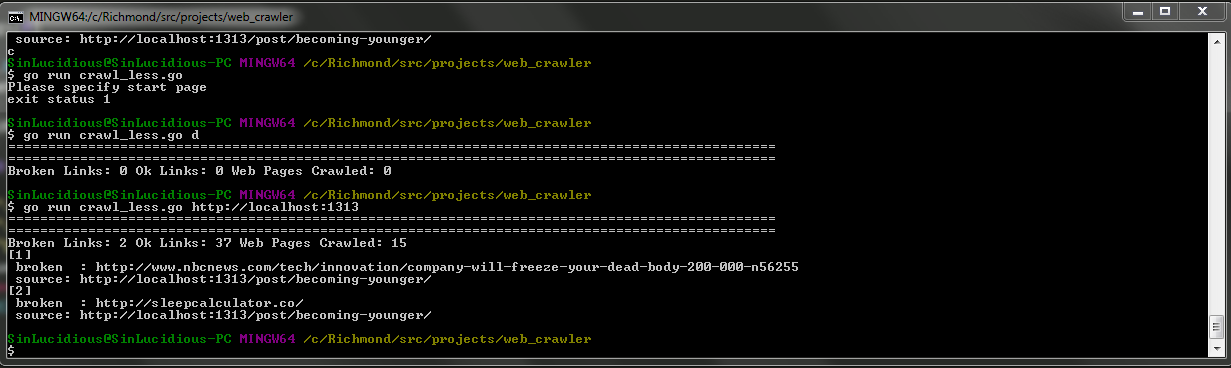 MINGW64:/c/Richmond/src/projects/web_crawler
source: http://localhost:1313/post/becoming-younger/
c
SinLucidious@SinLucidious-PC MINGW64 /c/Richmond/src/projects/web_crawler
$ go run crawl_less.go
Please specify start page
exit status 1
SinLucidious@SinLucidious-PC MINGW64 /c/Richmond/src/projects/web_crawler
$ go run crawl_less.go d
================================================================================================
================================================================================================
Broken Links: 0 Ok Links: 0 Web Pages Crawled: 0
SinLucidious@SinLucidious-PC MINGW64 /c/Richmond/src/projects/web_crawler
$ go run crawl_less.go http://localhost:1313
================================================================================================
================================================================================================
Broken Links: 2 Ok Links: 37 Web Pages Crawled: 15
[1]
broken  : http://www.nbcnews.com/tech/innovation/company-will-freeze-your-dead-body-200-000-n56255
source: http://localhost:1313/post/becoming-younger/
[2]
broken  : http://sleepcalculator.co/
source: http://localhost:1313/post/becoming-younger/
SinLucidious@SinLucidious-PC MINGW64 /c/Richmond/src/projects/web_crawler
$